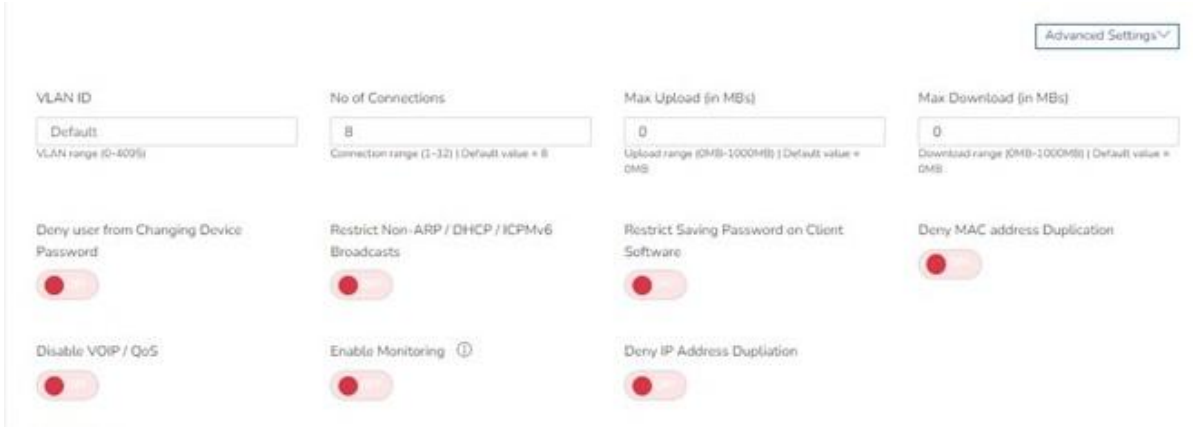 Advanced Settings
VLAN ID
No of Connections
Max Upload (in MBs)
Max Download (in MBs)
Default
8
0
0
VLAN range (0-4095)
Connection range (1-32) | Default value = 8
Upload range (0MB-1000MB) | Default value =
0MB
Download range (0MB-1000MB) | Default value =
0MB
Deny user from Changing Device
Password
Restrict Non-ARP / DHCP / ICPMv6
Broadcasts
Restrict Saving Password on Client
Software
Deny MAC address Duplication
Disable VOIP / QoS
Enable Monitoring
Deny IP Address Dupliation